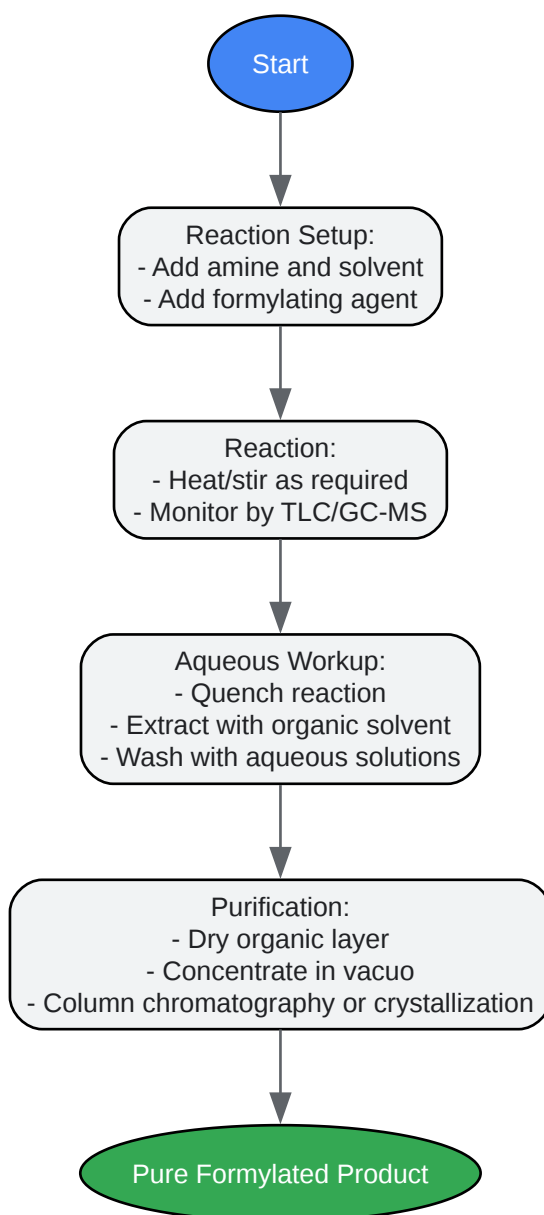 Start
Reaction Setup:
- Add amine and solvent
- Add formylating agent
Reaction:
- Heat/stir as required
- Monitor by TLC/GC-MS
Aqueous Workup:
- Quench reaction
- Extract with organic solvent
- Wash with aqueous solutions
Purification:
- Dry organic layer
- Concentrate in vacuo
- Column chromatography or crystallization
Pure Formylated Product